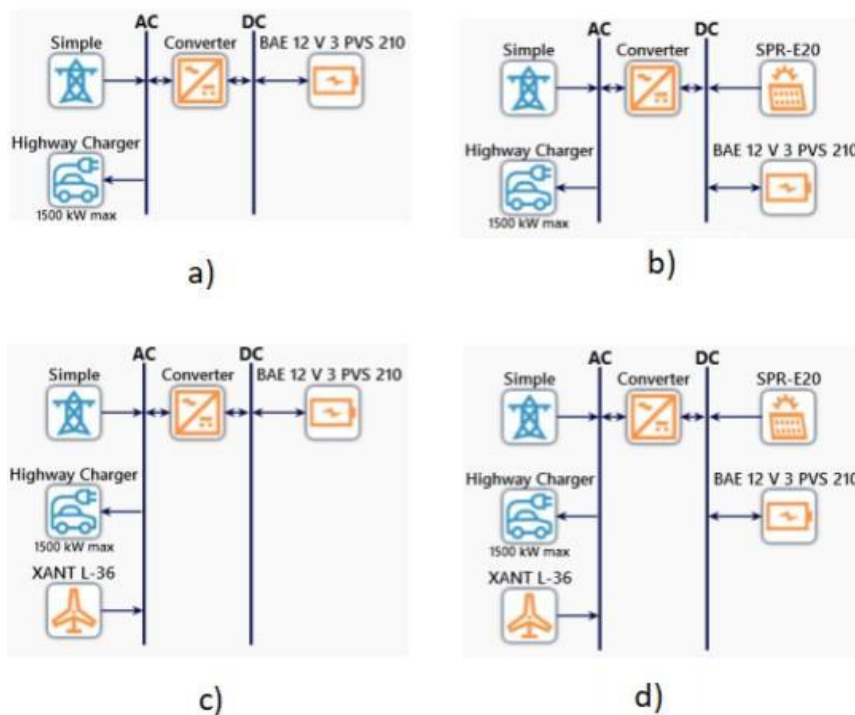 AC DC
Simple Converter BAE 12 V 3 PVS 210
Highway Charger
1500 kW max
a)
AC DC
Simple Converter SPR-E20
Highway Charger BAE 12 V 3 PVS 210
1500 kW max
b)
AC DC
Simple Converter BAE 12 V 3 PVS 210
Highway Charger
1500 kW max
XANT L-36
c)
AC DC
Simple Converter SPR-E20
Highway Charger BAE 12 V 3 PVS 210
1500 kW max
XANT L-36
d)